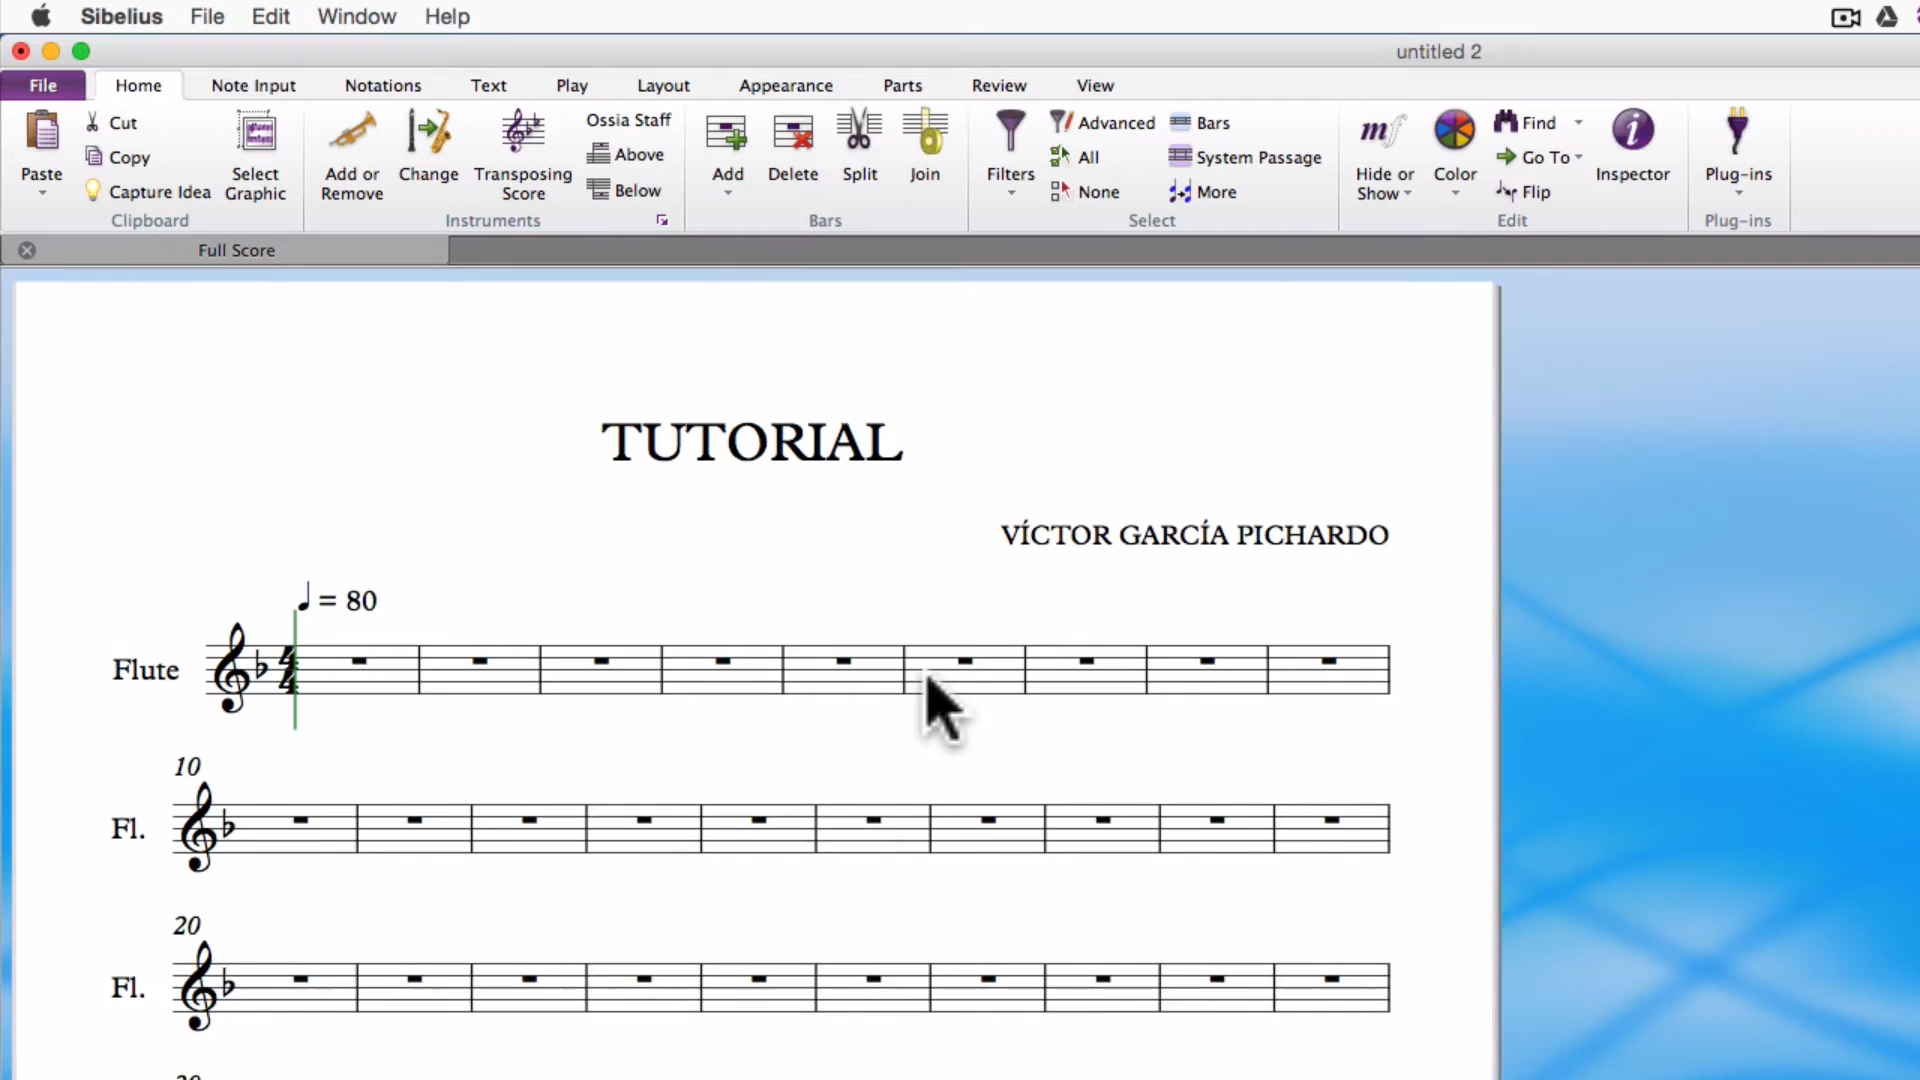 Sibelius File Edit Window Help
untitled 2
File Home Note Input Notations Text Play Layout Appearance Parts Review View
Paste Cut Copy Capture Idea Select Graphic
Clipboard
Add or Remove Change Transposing Score Ossia Staff Above Below
Instruments
Add Delete Split Join
Bars
Filters Advanced All None Bars System Passage More
Select
Hide or Show Color Find Go To Flip Inspector
Edit
Plug-ins
Plug-ins
Full Score
TUTORIAL
VÍCTOR GARCÍA PICHARDO
= 80
Flute
10
Fl.
20
Fl.